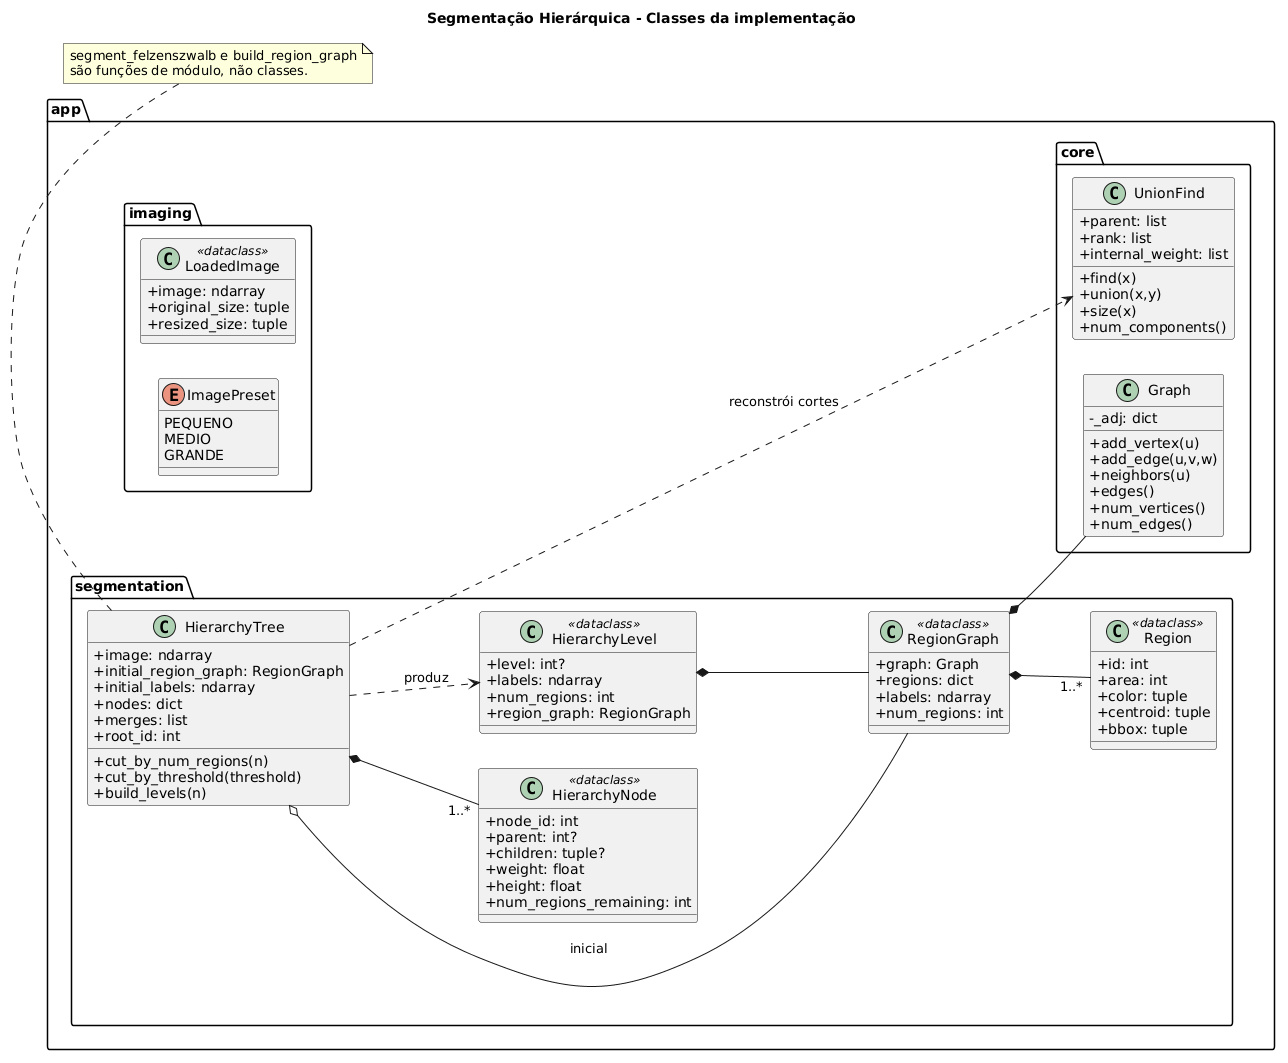 Segmentação Hierárquica - Classes da implementação
segment_felzenszwalb e build_region_graph
são funções de módulo, não classes.
app
imaging
C
«dataclass»
LoadedImage
+image: ndarray
+original_size: tuple
+resized_size: tuple
E ImagePreset
PEQUENO
MEDIO
GRANDE
core
C UnionFind
+parent: list
+rank: list
+internal_weight: list
+find(x)
+union(x,y)
+size(x)
+num_components()
C Graph
-_adj: dict
+add_vertex(u)
+add_edge(u,v,w)
+neighbors(u)
+edges()
+num_vertices()
+num_edges()
reconstrói cortes
segmentation
C HierarchyTree
+image: ndarray
+initial_region_graph: RegionGraph
+initial_labels: ndarray
+nodes: dict
+merges: list
+root_id: int
+cut_by_num_regions(n)
+cut_by_threshold(threshold)
+build_levels(n)
produz
C
«dataclass»
HierarchyLevel
+level: int?
+labels: ndarray
+num_regions: int
+region_graph: RegionGraph
C
«dataclass»
RegionGraph
+graph: Graph
+regions: dict
+labels: ndarray
+num_regions: int
1..*
C
«dataclass»
Region
+id: int
+area: int
+color: tuple
+centroid: tuple
+bbox: tuple
1..*
C
«dataclass»
HierarchyNode
+node_id: int
+parent: int?
+children: tuple?
+weight: float
+height: float
+num_regions_remaining: int
inicial